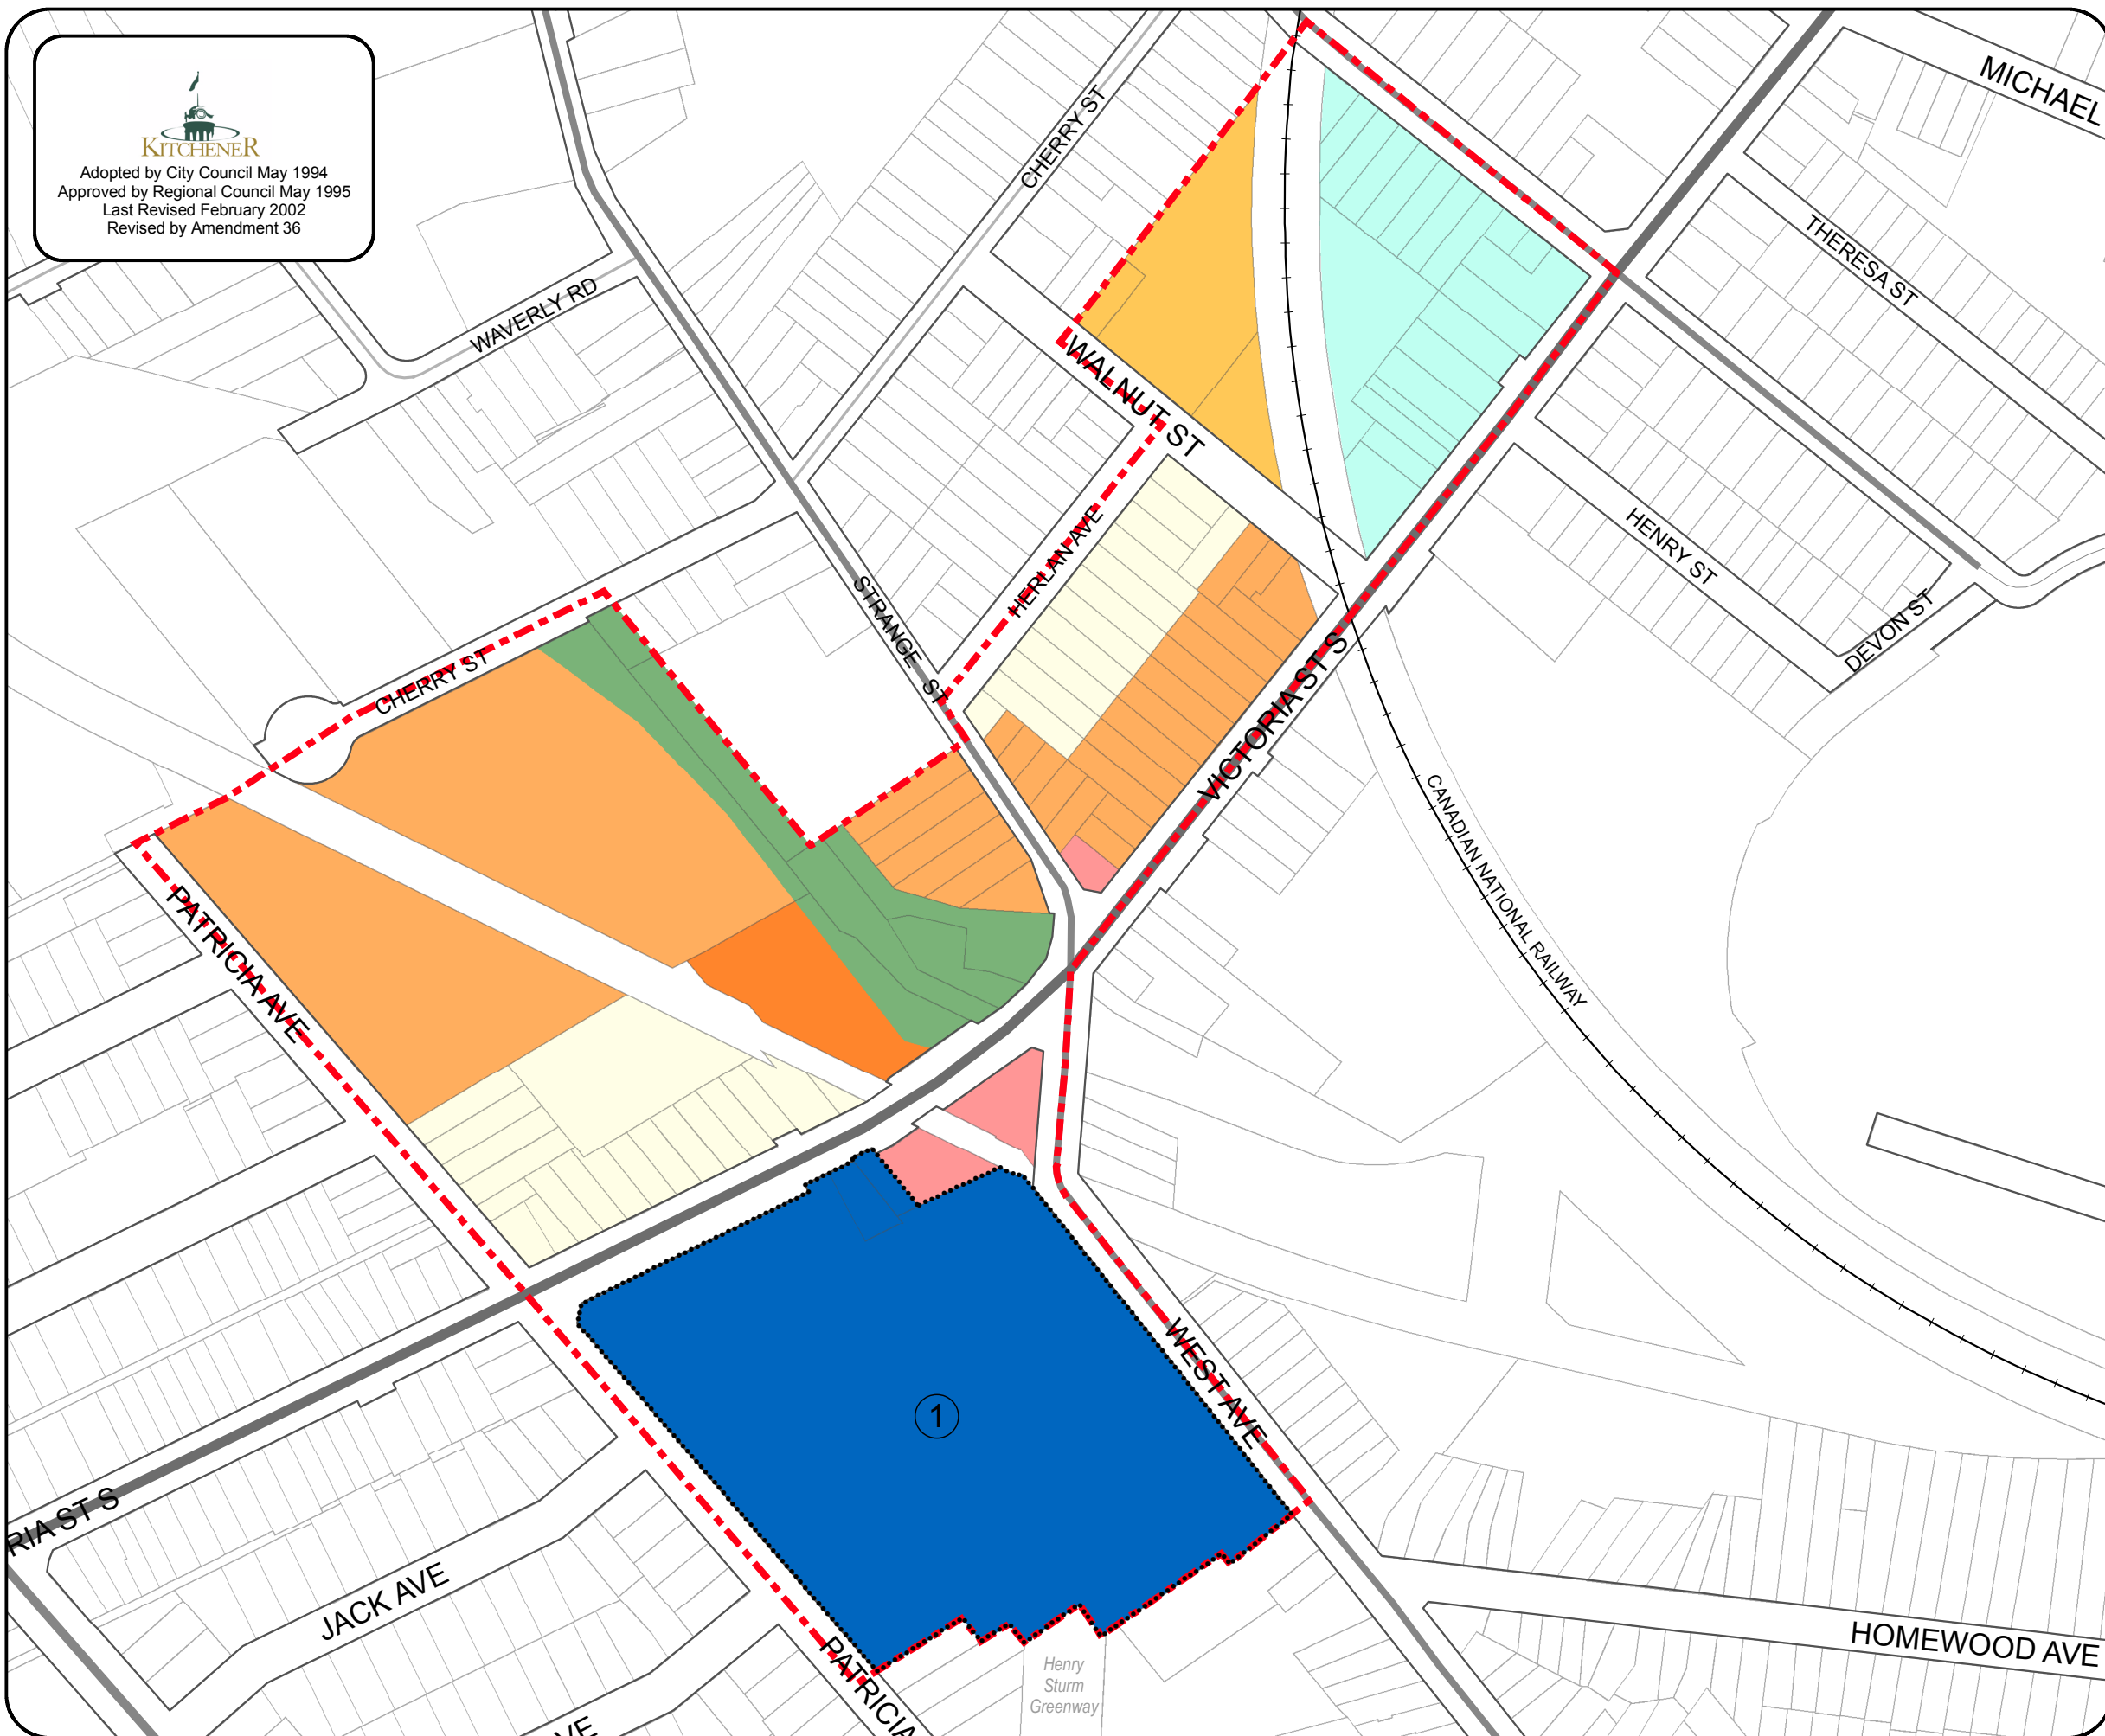 KITCHENER
Adopted by City Council May 1994
Approved by Regional Council May 1995
Last Revised February 2002
Revised by Amendment 36
MICHAEL
CHERRY ST
THERESA ST
WAVERLY RD
WALNUT ST
HENRY ST
HERLAN AVE
STRANGE ST
DEVON ST
CHERRY ST
VICTORIA ST S
CANADIAN NATIONAL RAILWAY
PATRICIA AVE
WEST AVE
1
RIA ST S
JACK AVE
HOMEWOOD AVE
PATRICIA
Henry
Sturm
Greenway
VE